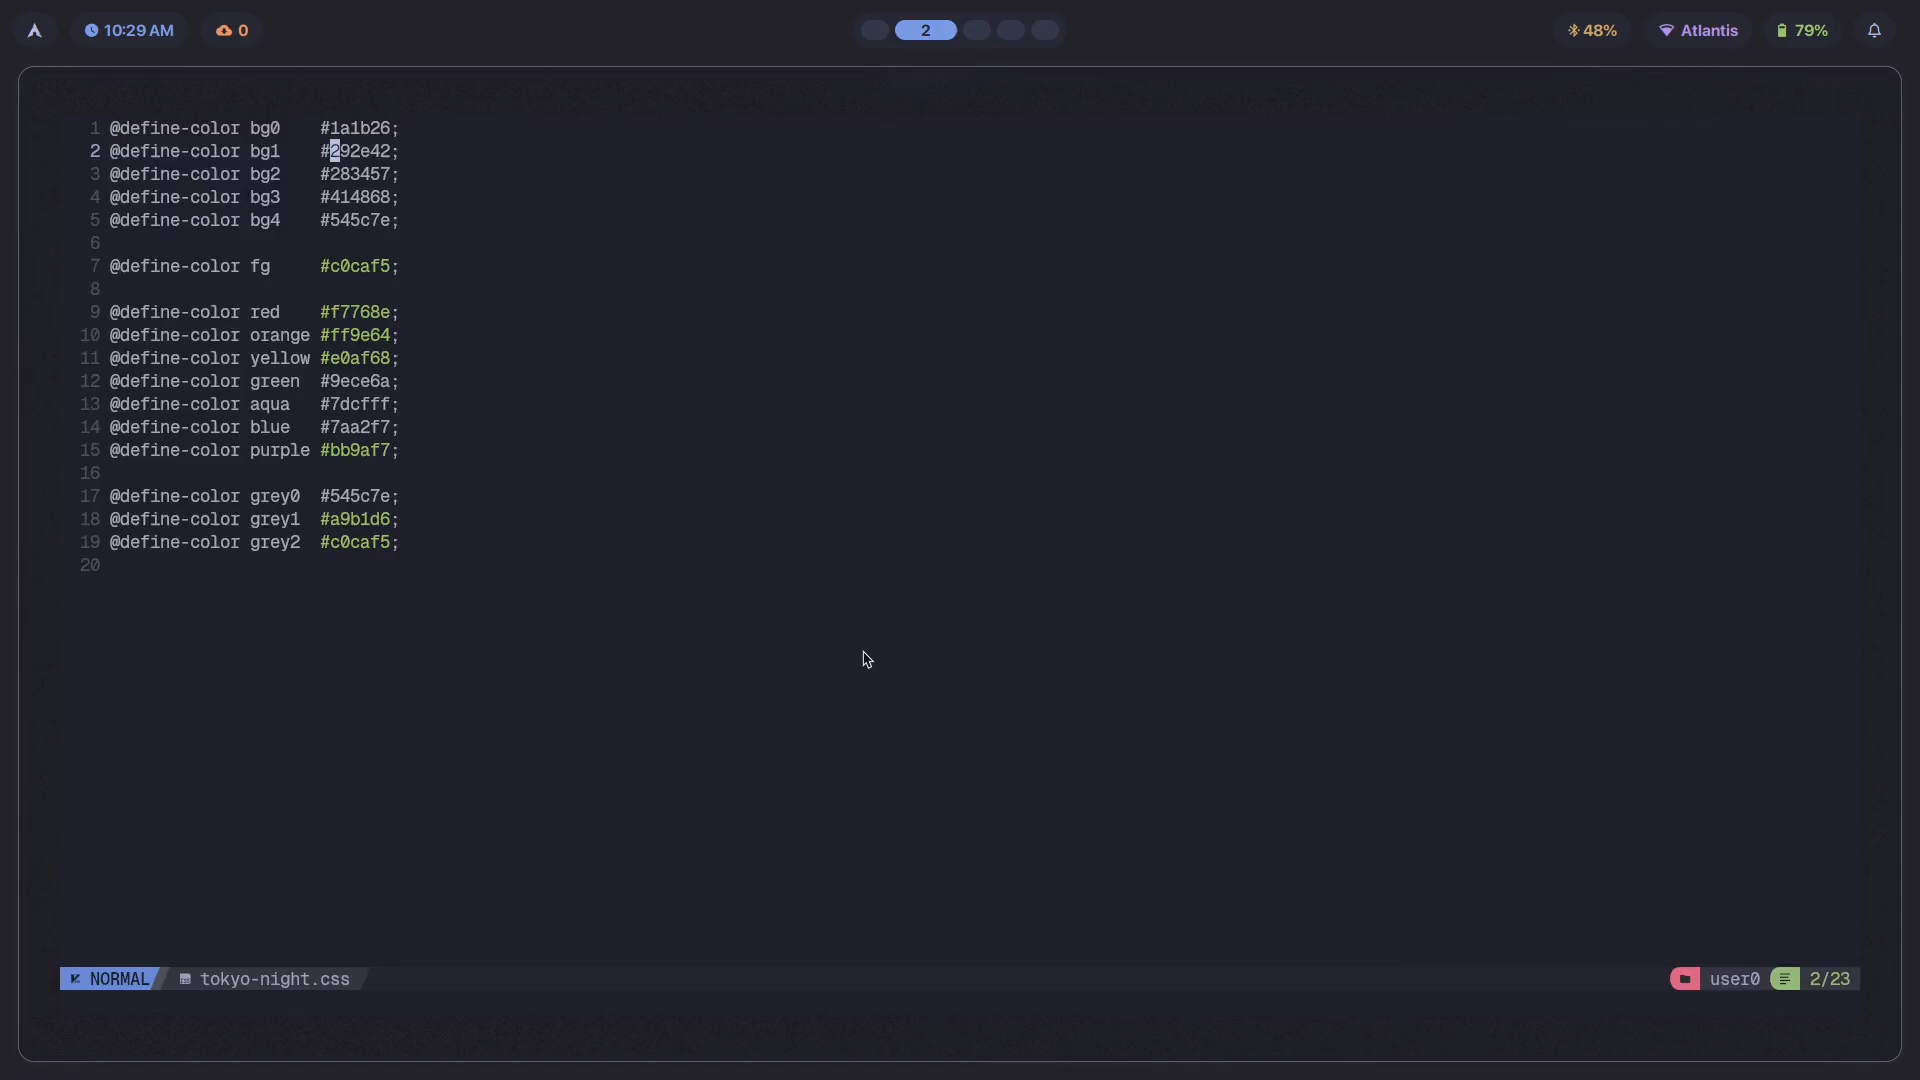 10:29 AM 0 2 48% Atlantis 79%
1 @define-color bg0    #1a1b26;
2 @define-color bg1    #292e42;
3 @define-color bg2    #283457;
4 @define-color bg3    #414868;
5 @define-color bg4    #545c7e;
6
7 @define-color fg     #c0caf5;
8
9 @define-color red    #f7768e;
10 @define-color orange #ff9e64;
11 @define-color yellow #e0af68;
12 @define-color green  #9ece6a;
13 @define-color aqua   #7dcfff;
14 @define-color blue   #7aa2f7;
15 @define-color purple #bb9af7;
16
17 @define-color grey0  #545c7e;
18 @define-color grey1  #a9b1d6;
19 @define-color grey2  #c0caf5;
20
NORMAL tokyo-night.css user0 2/23